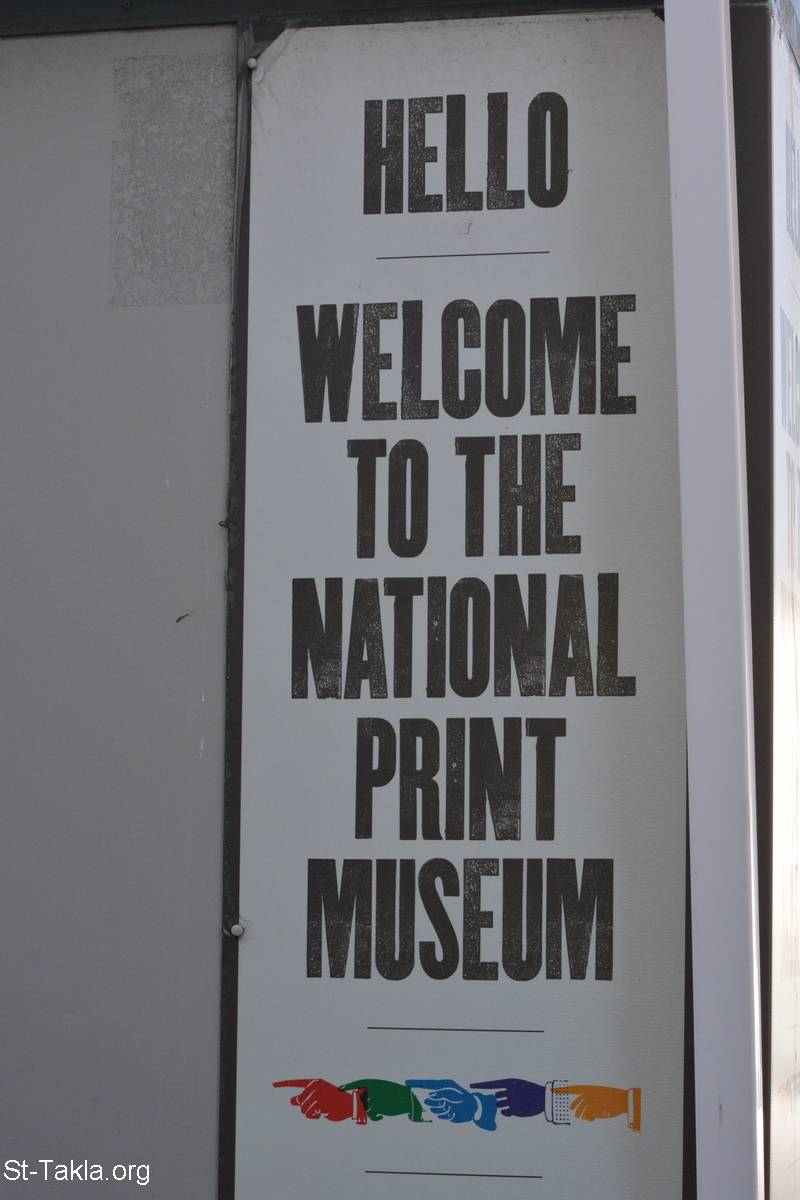 HELLO
WELCOME
TO THE
NATIONAL
PRINT
MUSEUM
St-Takla.org